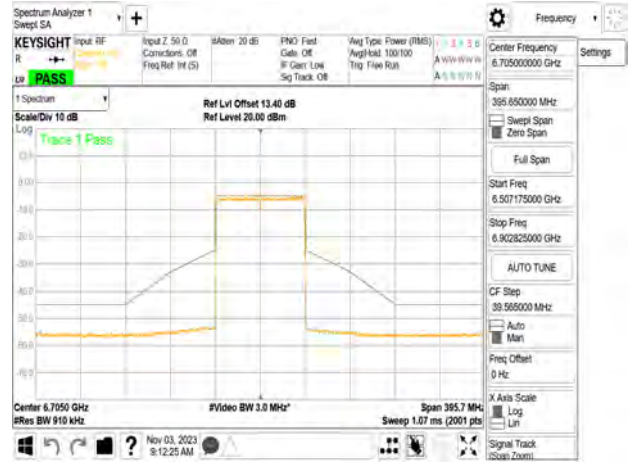 Spectrum Analyzer 1
Swept SA
Frequency
KEYSIGHT
R
PASS
Input: RF
Input Z: 50 Ω
Corrections: Off
Freq Ref: Int (S)
#Atten: 20 dB
PNO: Fast
Gate: Off
IF Gain: Low
Sig Track: Off
Avg Type: Power (RMS)
Avg|Hold: 100/100
Trig: Free Run
1 Spectrum
Scale/Div 10 dB
Ref Lvl Offset 13.40 dB
Ref Level 20.00 dBm
Log
Trace 1 Pass
Center 6.7050 GHz
#Video BW 3.0 MHz*
Span 395.7 MHz
#Res BW 910 kHz
Sweep 1.07 ms (2001 pts
Nov 03, 2023
9:12:25 AM
Settings
Center Frequency
6.705000000 GHz
Span
395.650000 MHz
Swept Span
Zero Span
Full Span
Start Freq
6.507175000 GHz
Stop Freq
6.902825000 GHz
AUTO TUNE
CF Step
39.565000 MHz
Auto
Man
Freq Offset
0 Hz
X Axis Scale
Log
Lin
Signal Track
(Span Zoom)